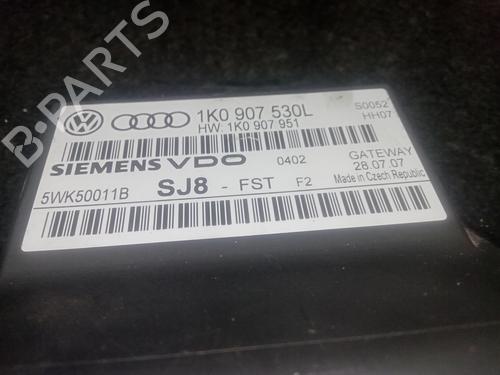 1K0 907 530L
HW: 1K0 907 951
S0052
HH07
SIEMENS VDO 0402
GATEWAY
28.07.07
5WK50011B SJ8 - FST F2
Made in Czech Republic
B-PARTS